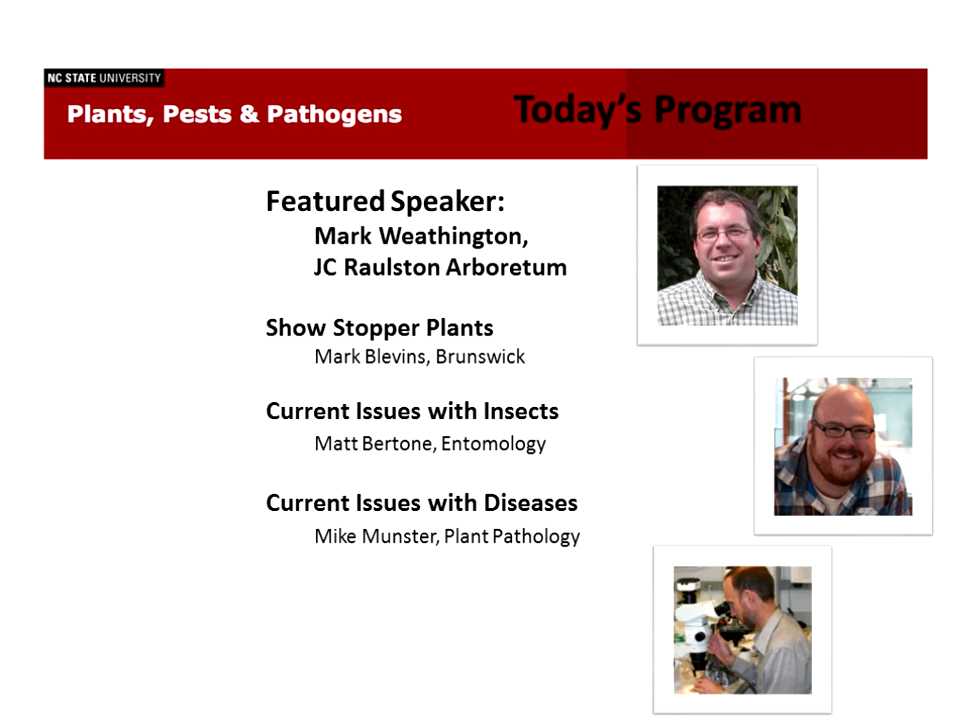 NC STATE UNIVERSITY
Plants, Pests & Pathogens
Today's Program
Featured Speaker:
Mark Weathington,
JC Raulston Arboretum
Show Stopper Plants
Mark Blevins, Brunswick
Current Issues with Insects
Matt Bertone, Entomology
Current Issues with Diseases
Mike Munster, Plant Pathology